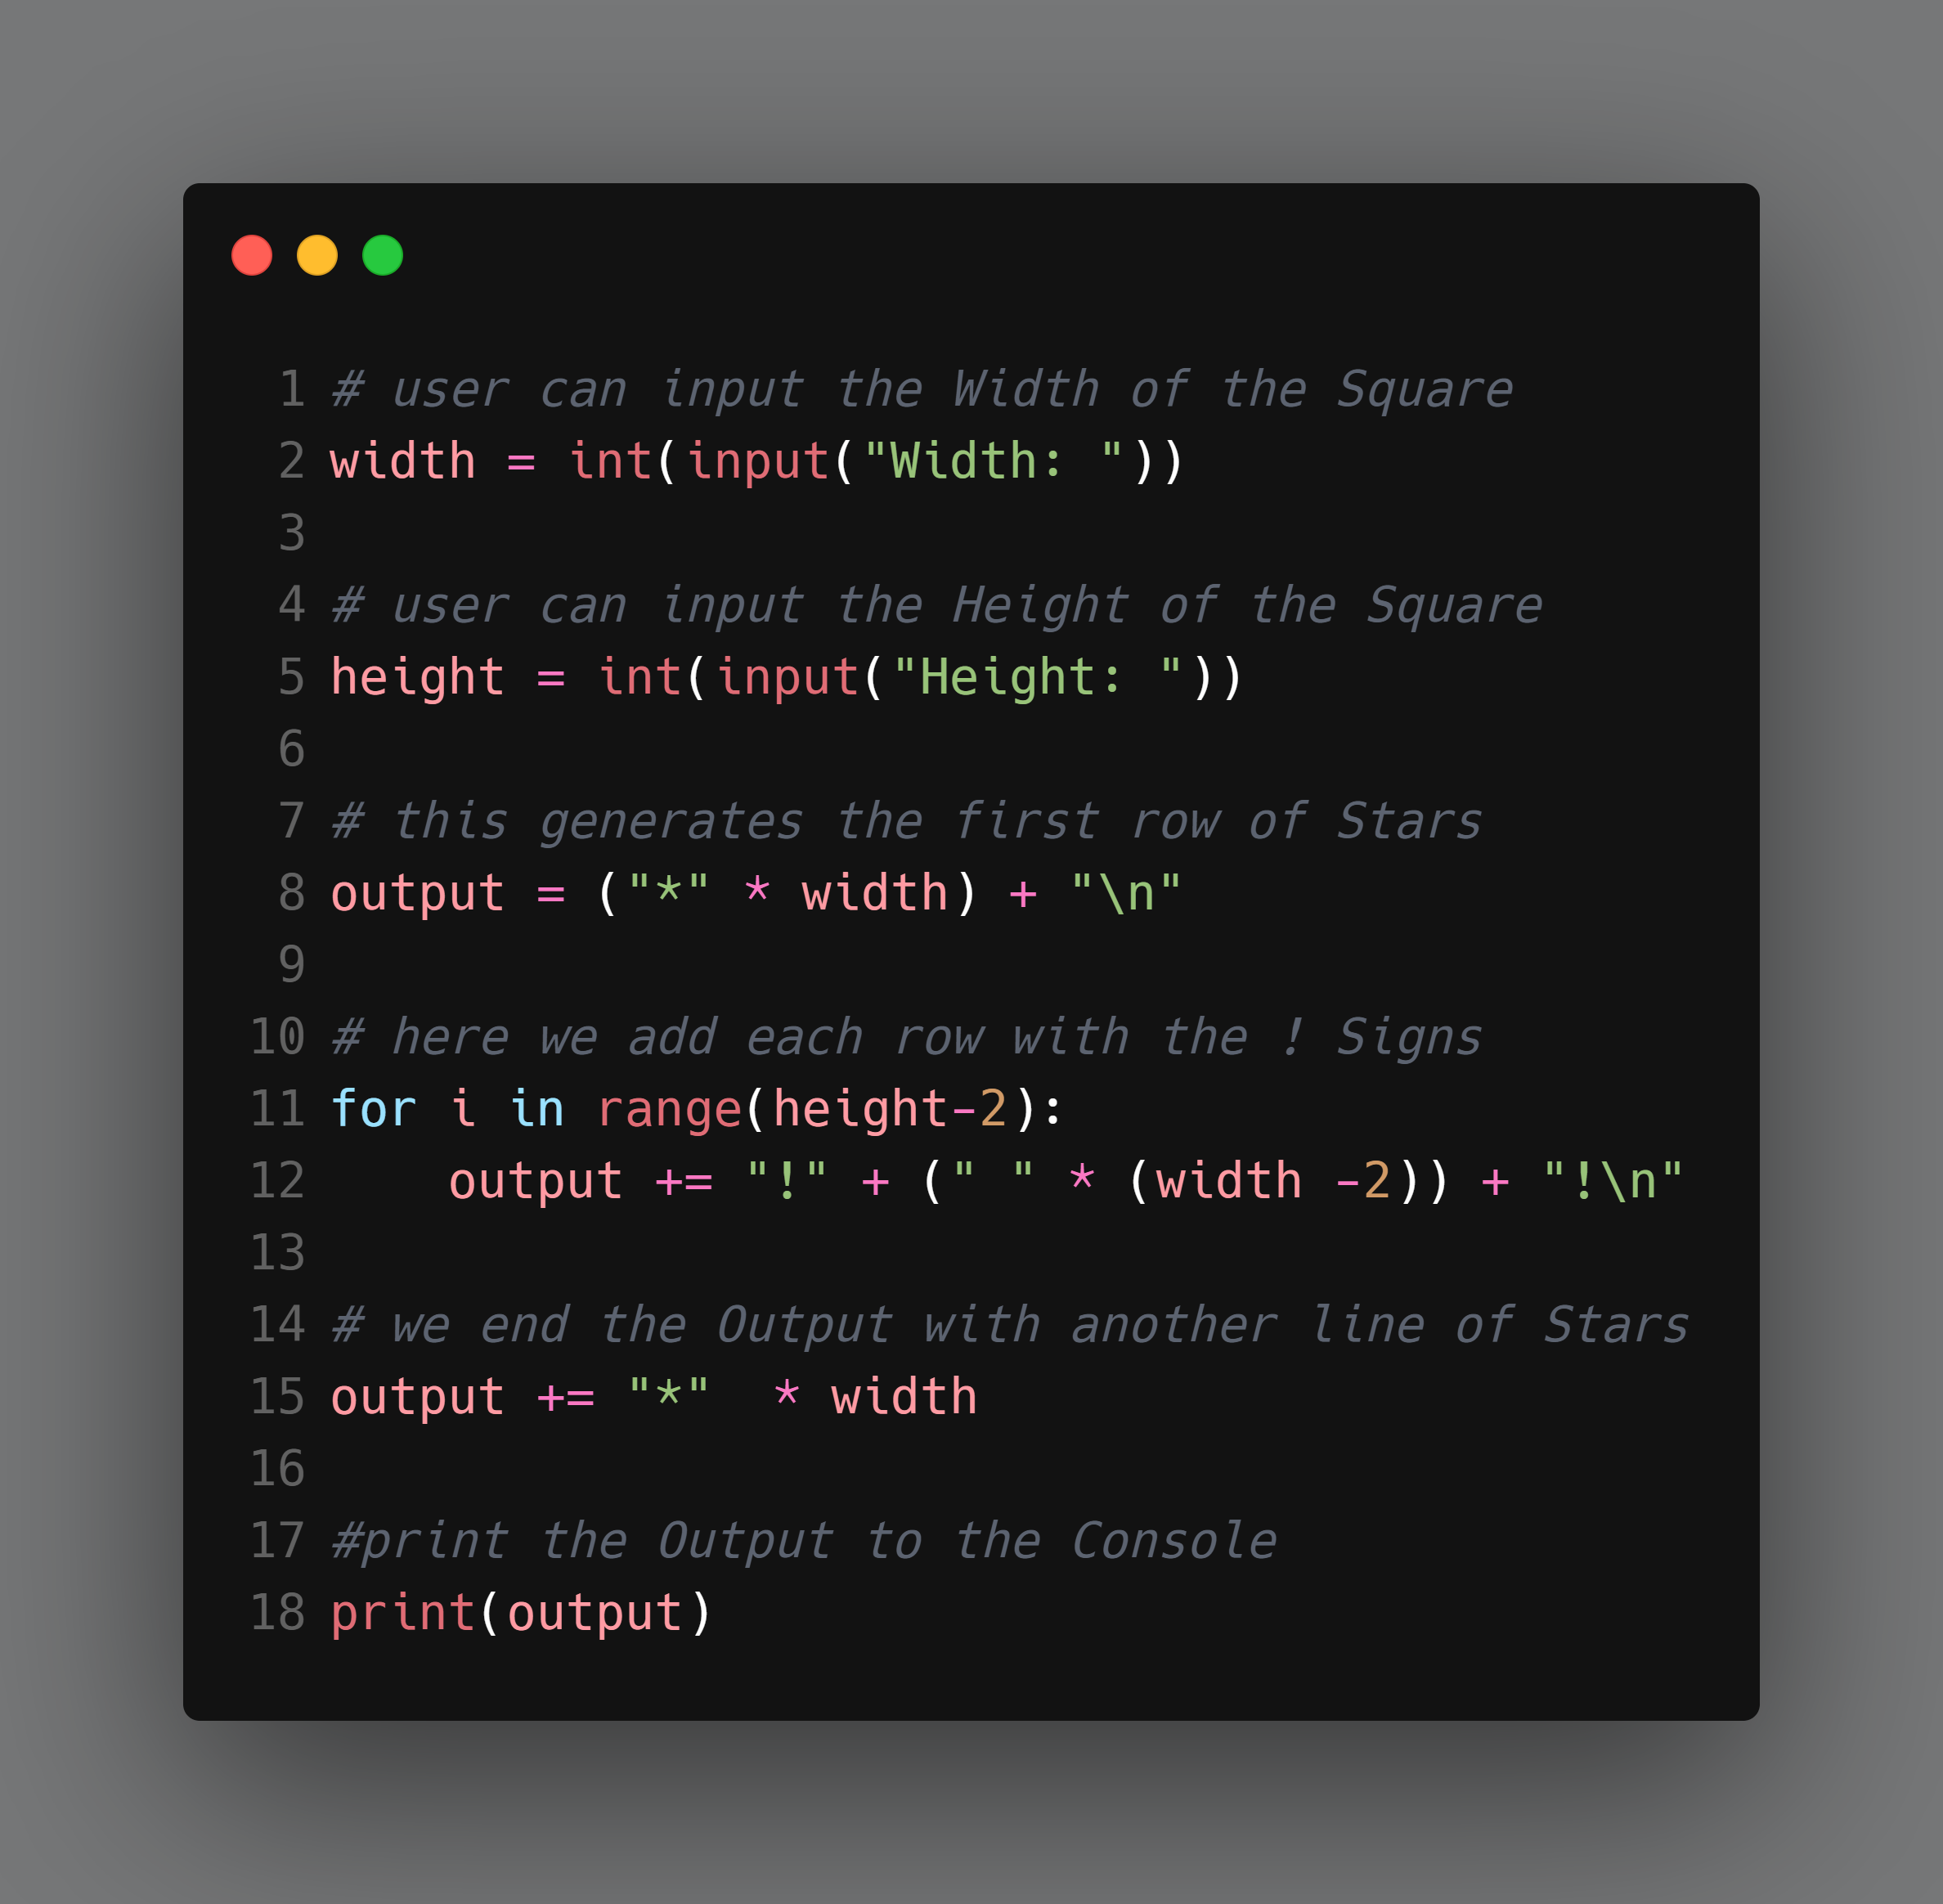 1 # user can input the Width of the Square
2 width = int(input("Width: "))
3
4 # user can input the Height of the Square
5 height = int(input("Height: "))
6
7 # this generates the first row of Stars
8 output = ("*" * width) + "\n"
9
10 # here we add each row with the ! Signs
11 for i in range(height-2):
12     output += "!" + (" " * (width -2)) + "!\n"
13
14 # we end the Output with another line of Stars
15 output += "*"  * width
16
17 #print the Output to the Console
18 print(output)